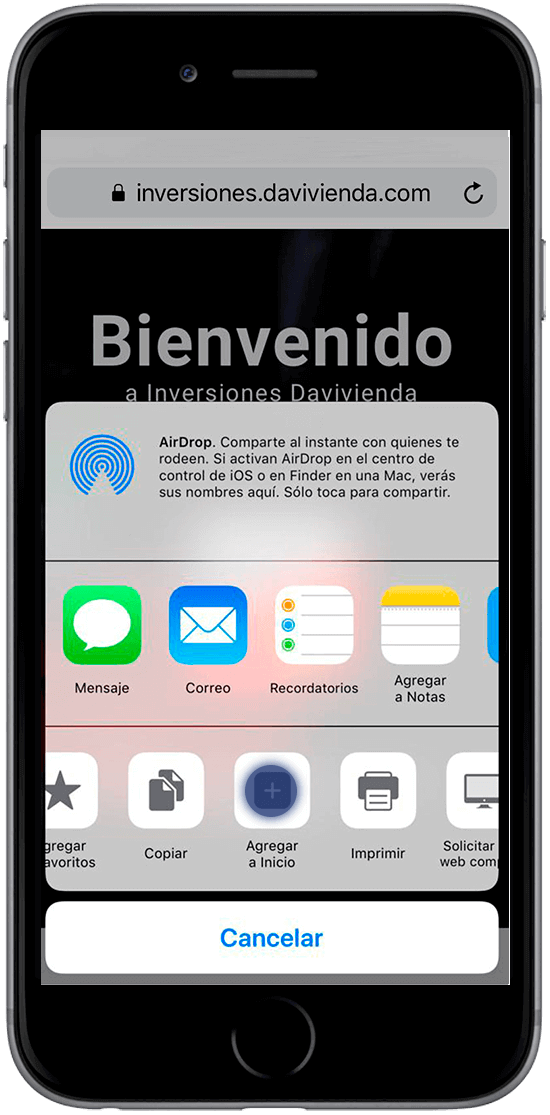 inversiones.davivienda.com
Bienvenido
a Inversiones Davivienda
AirDrop. Comparte al instante con quienes te
rodeen. Si activan AirDrop en el centro de
control de iOS o en Finder en una Mac, verás
sus nombres aquí. Sólo toca para compartir.
Mensaje
Correo
Recordatorios
Agregar
a Notas
gregar
avoritos
Copiar
Agregar
a Inicio
Imprimir
Solicitar
web comp
Cancelar